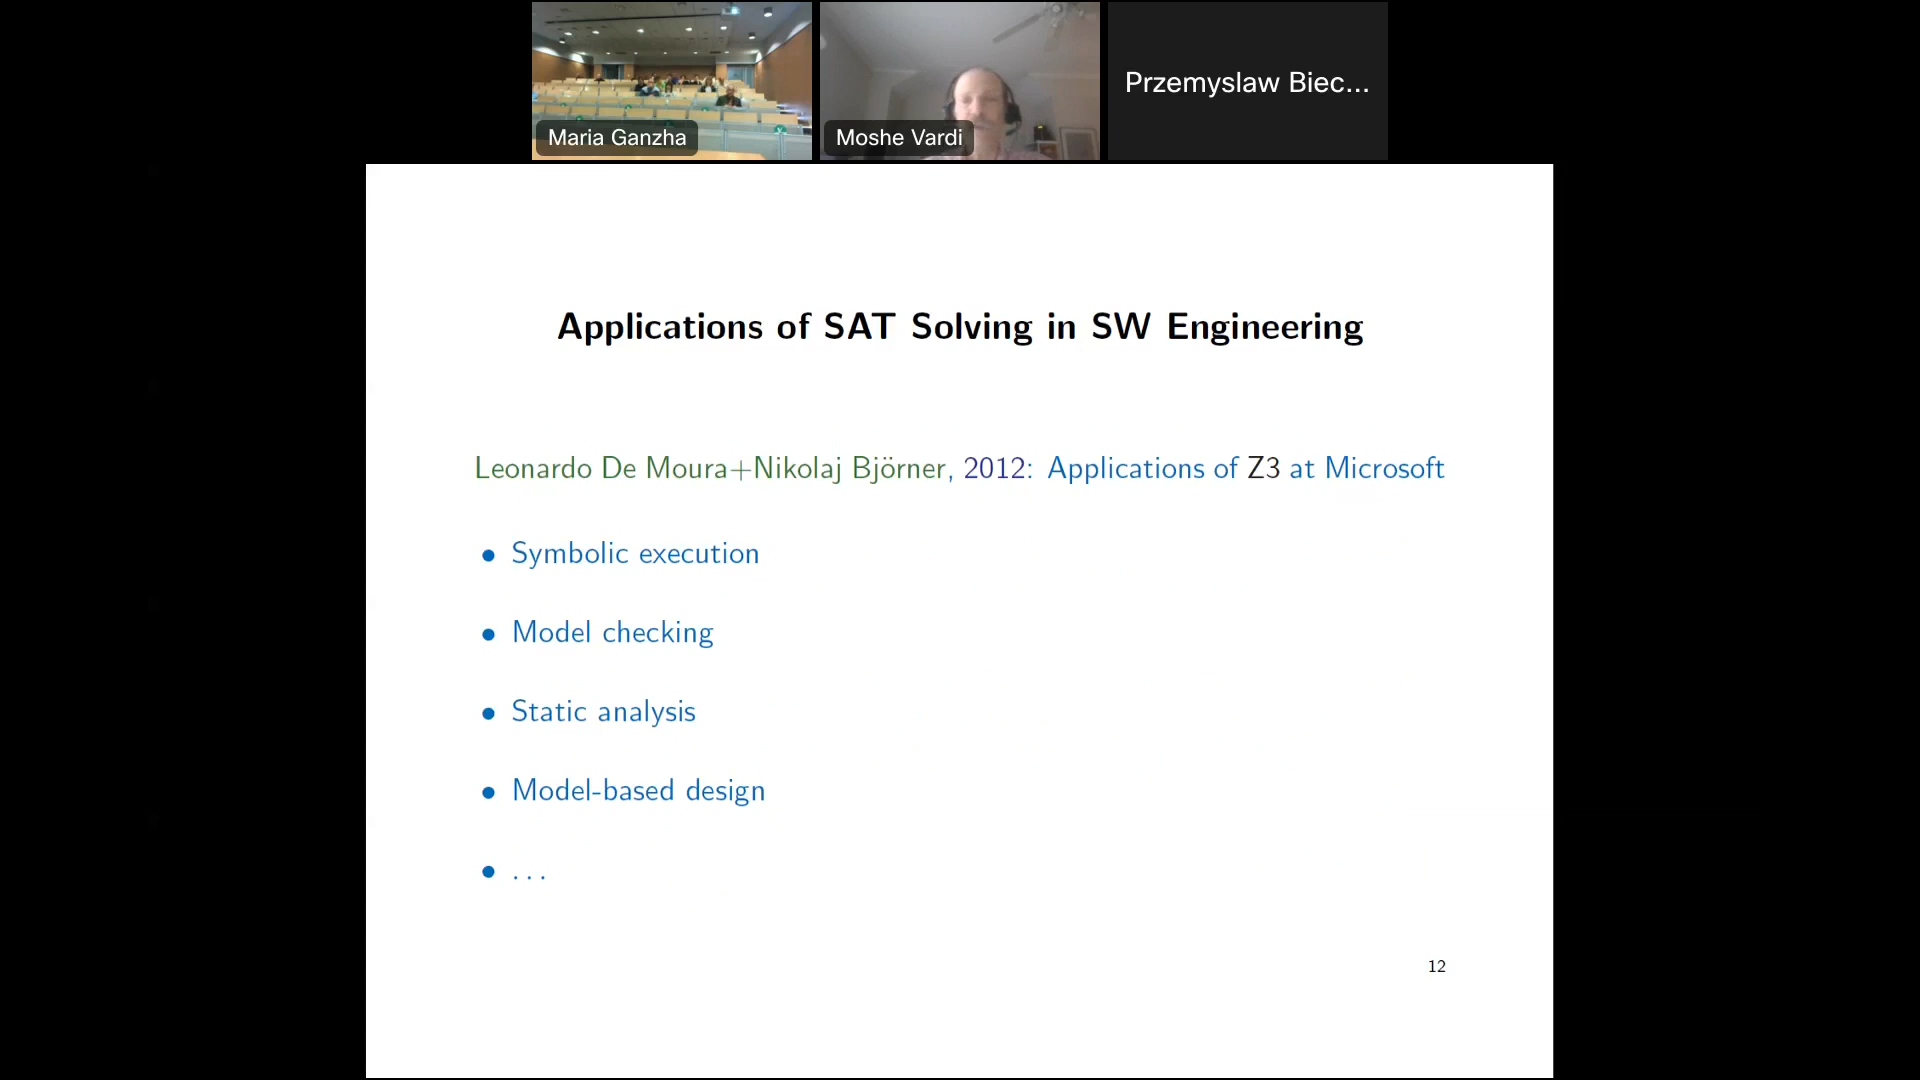 Maria Ganzha
Moshe Vardi
Przemyslaw Biec...
Applications of SAT Solving in SW Engineering
Leonardo De Moura+Nikolaj Björner, 2012: Applications of Z3 at Microsoft
• Symbolic execution
• Model checking
• Static analysis
• Model-based design
• . . .
12